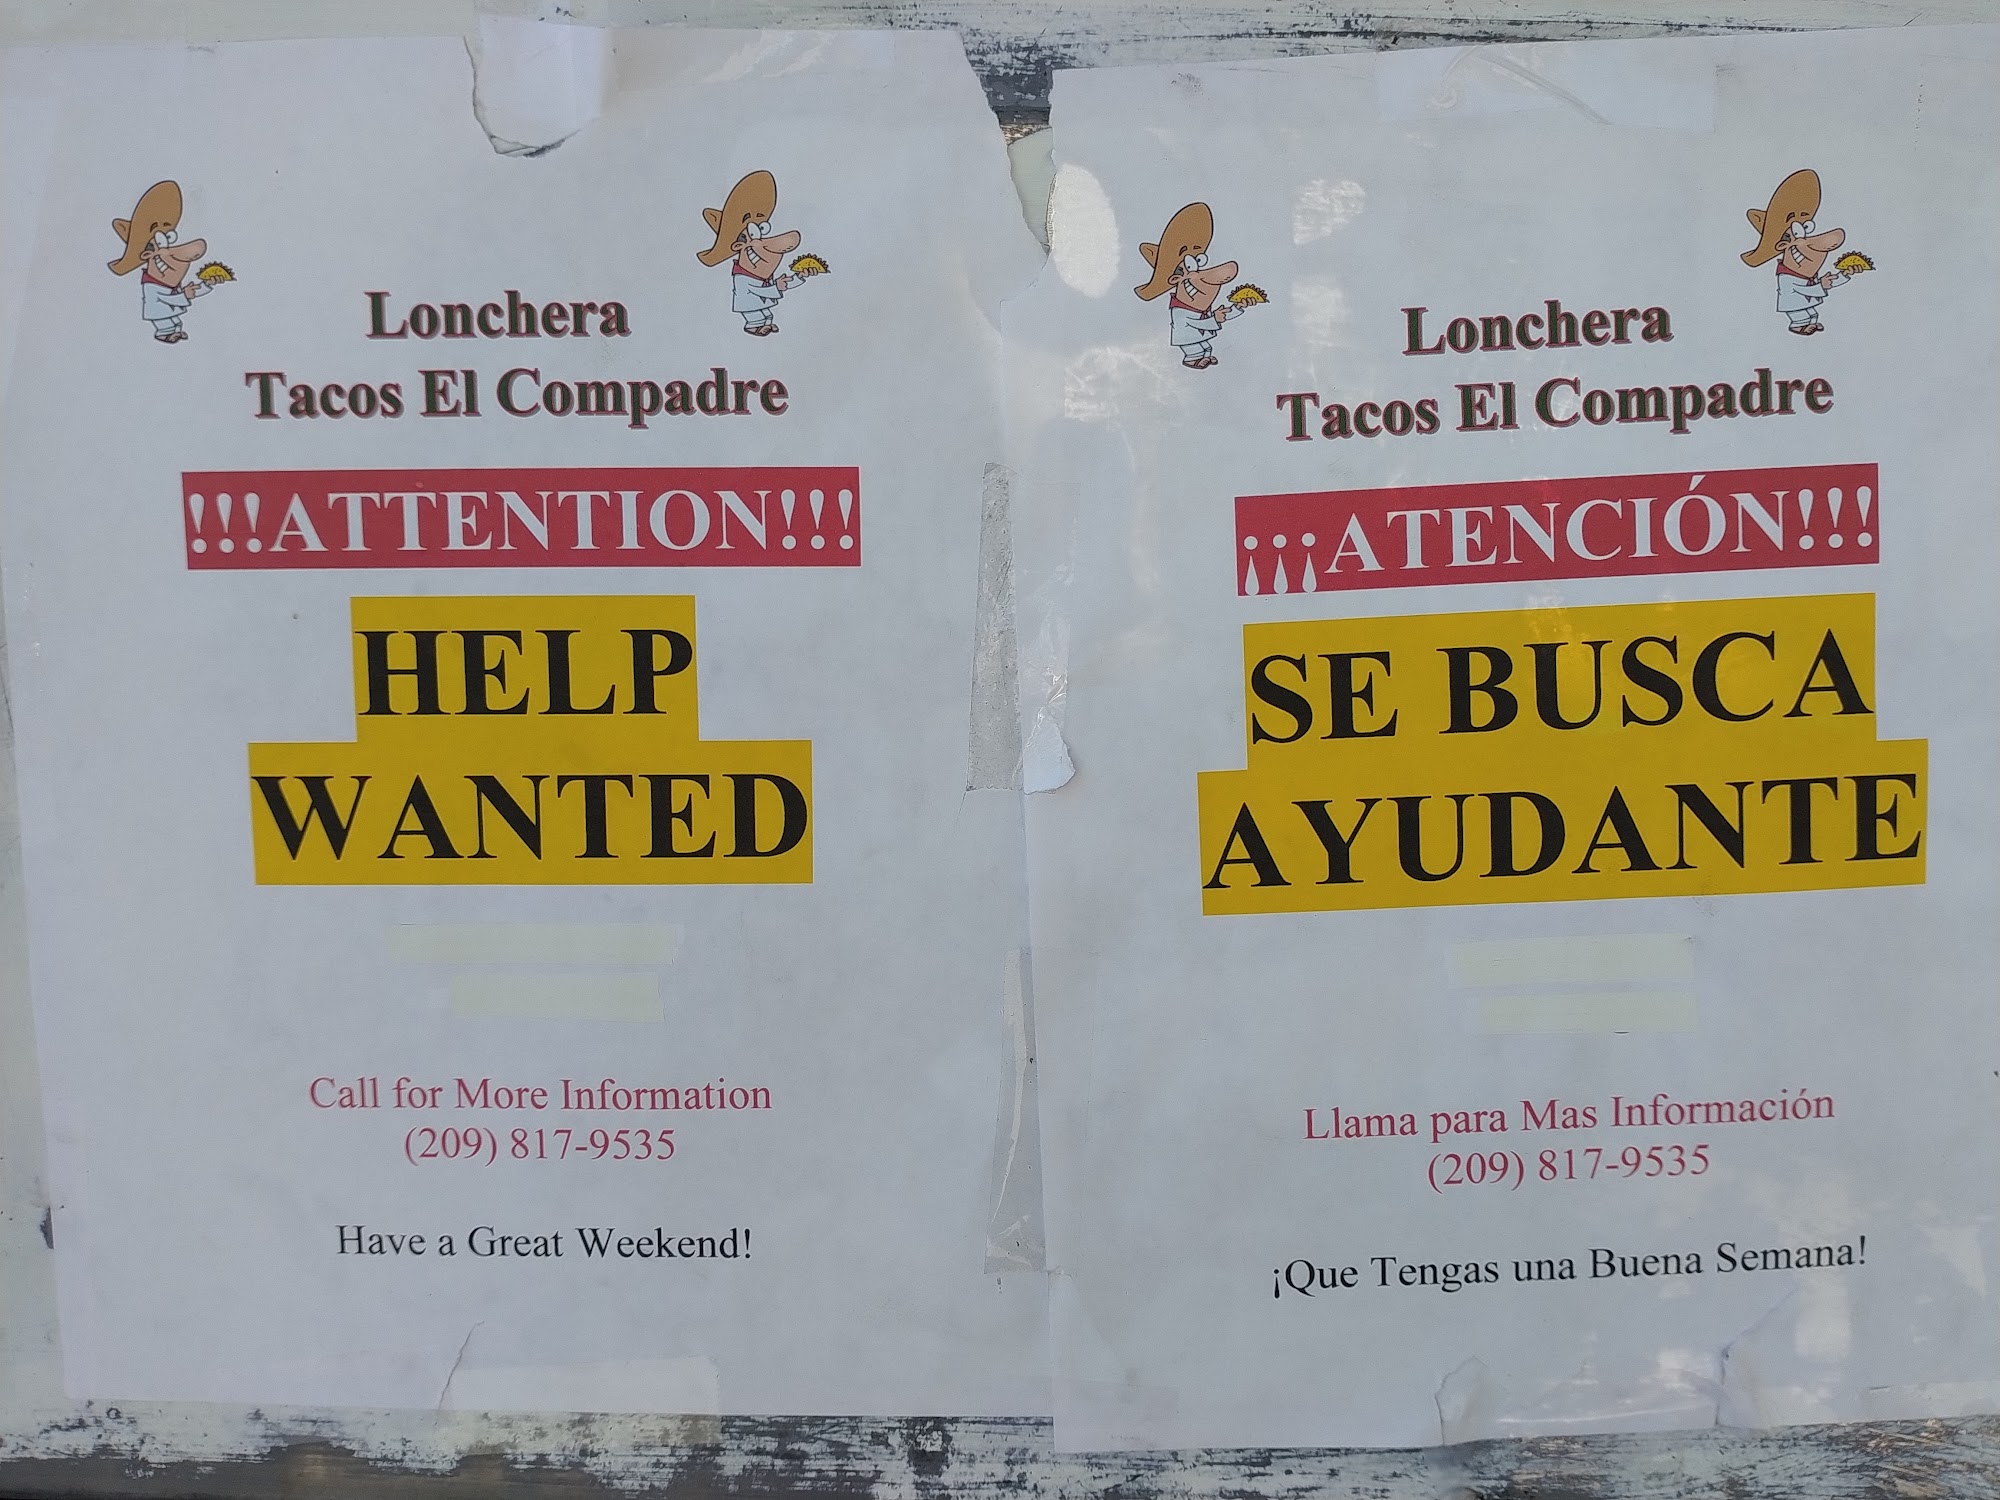 Lonchera
Tacos El Compadre
!!!ATTENTION!!!
HELP
WANTED
Call for More Information
(209) 817-9535
Have a Great Weekend!
Lonchera
Tacos El Compadre
¡¡¡ATENCIÓN!!!
SE BUSCA
AYUDANTE
Llama para Mas Información
(209) 817-9535
¡Que Tengas una Buena Semana!